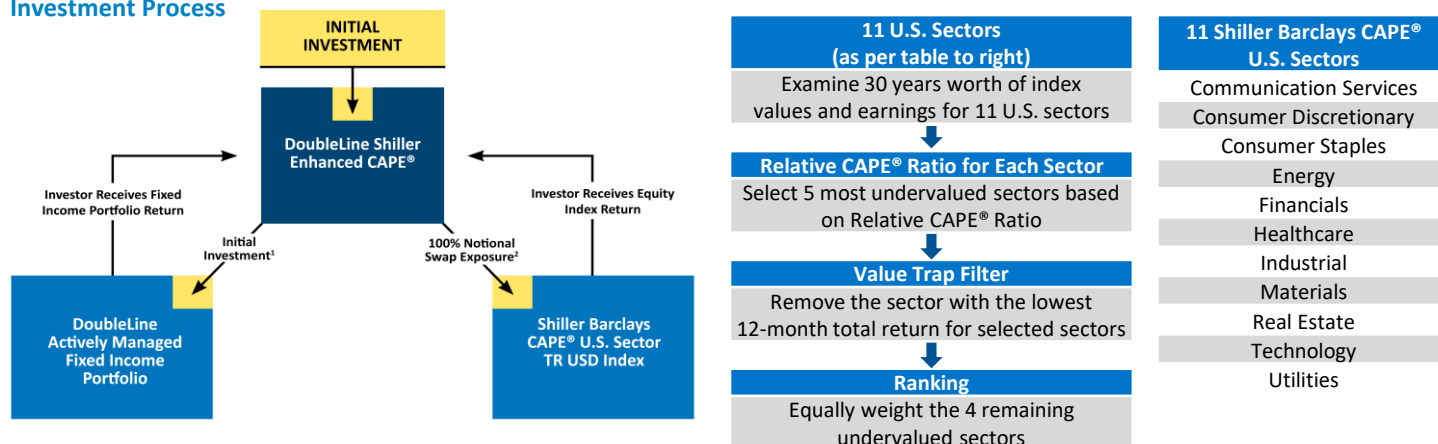 Investment Process
INITIAL
INVESTMENT
DoubleLine Shiller
Enhanced CAPE®
Investor Receives Fixed
Income Portfolio Return
Investor Receives Equity
Index Return
Initial
Investment¹
100% Notional
Swap Exposure²
DoubleLine
Actively Managed
Fixed Income
Portfolio
Shiller Barclays
CAPE® U.S. Sector
TR USD Index
11 U.S. Sectors
(as per table to right)
Examine 30 years worth of index
values and earnings for 11 U.S. sectors
Relative CAPE® Ratio for Each Sector
Select 5 most undervalued sectors based
on Relative CAPE® Ratio
Value Trap Filter
Remove the sector with the lowest
12-month total return for selected sectors
Ranking
Equally weight the 4 remaining
undervalued sectors
11 Shiller Barclays CAPE®
U.S. Sectors
Communication Services
Consumer Discretionary
Consumer Staples
Energy
Financials
Healthcare
Industrial
Materials
Real Estate
Technology
Utilities